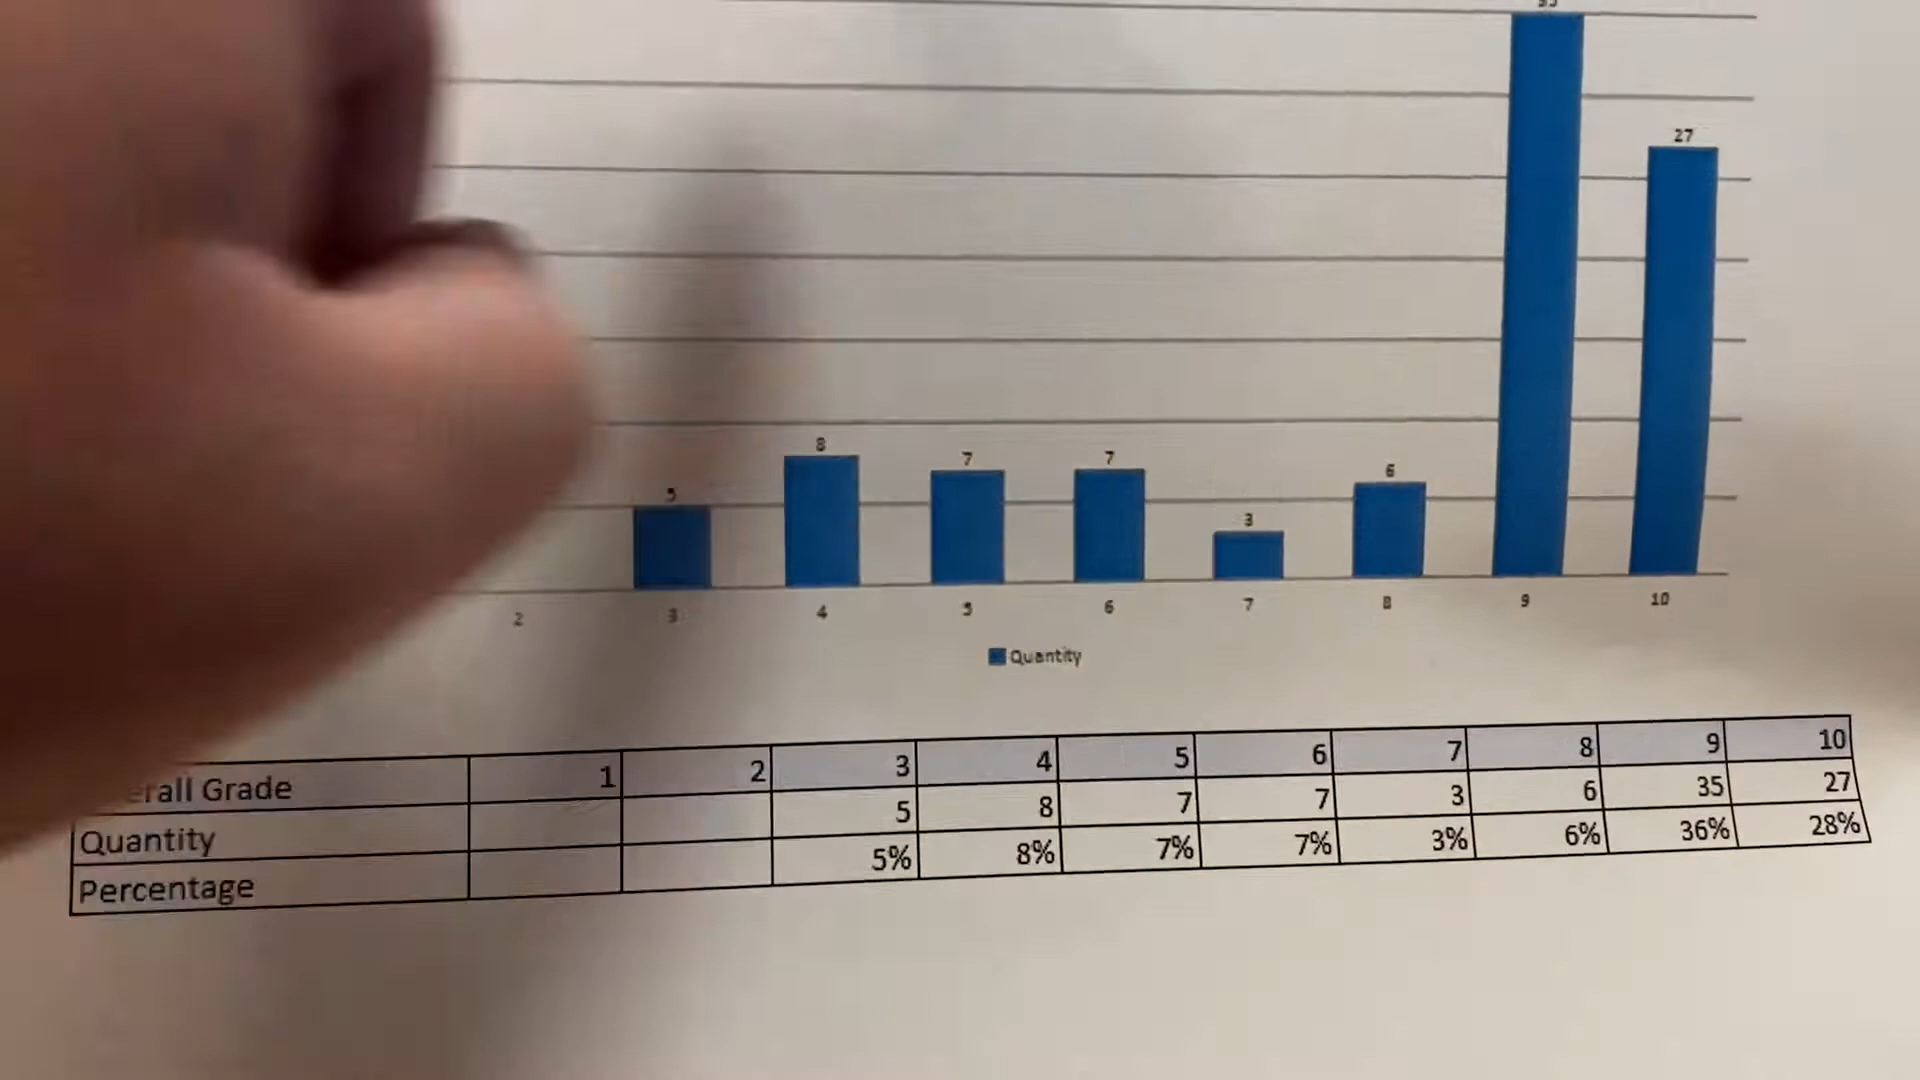 27
8
7
7
6
5
3
2 3 4 5 6 7 8 9 10
Quantity
Grade 1 2 3 4 5 6 7 8 9 10
Quantity 5 8 7 7 3 6 35 27
Percentage 5% 8% 7% 7% 3% 6% 36% 28%